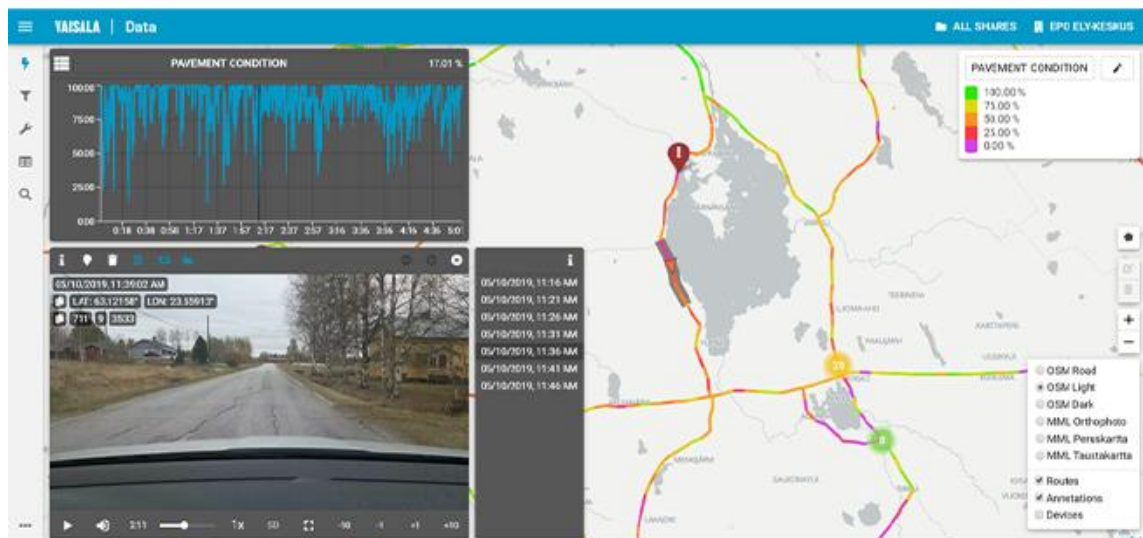 VAISALA | Data
ALL SHARES
EPO ELY-KESKUS
PAVEMENT CONDITION
17.01 %
100.00
75.00
50.00
25.00
0.00
0:18 0:38 0:58 1:17 1:37 1:57 2:17 2:37 2:57 3:16 3:36 3:56 4:16 4:36 5:01
05/10/2019, 11:39:02 AM
LAT: 63.12158° LON: 23.55913°
711 9 3533
2:11
1x
SD
-10
-1
+1
+10
05/10/2019, 11:16 AM
05/10/2019, 11:21 AM
05/10/2019, 11:26 AM
05/10/2019, 11:31 AM
05/10/2019, 11:36 AM
05/10/2019, 11:41 AM
05/10/2019, 11:46 AM
8
PAVEMENT CONDITION
100.00 %
75.00 %
50.00 %
25.00 %
0.00 %
OSM Road
OSM Light
OSM Dark
MML Orthophoto
MML Peruskartta
MML Taustakartta
Routes
Annotations
Devices